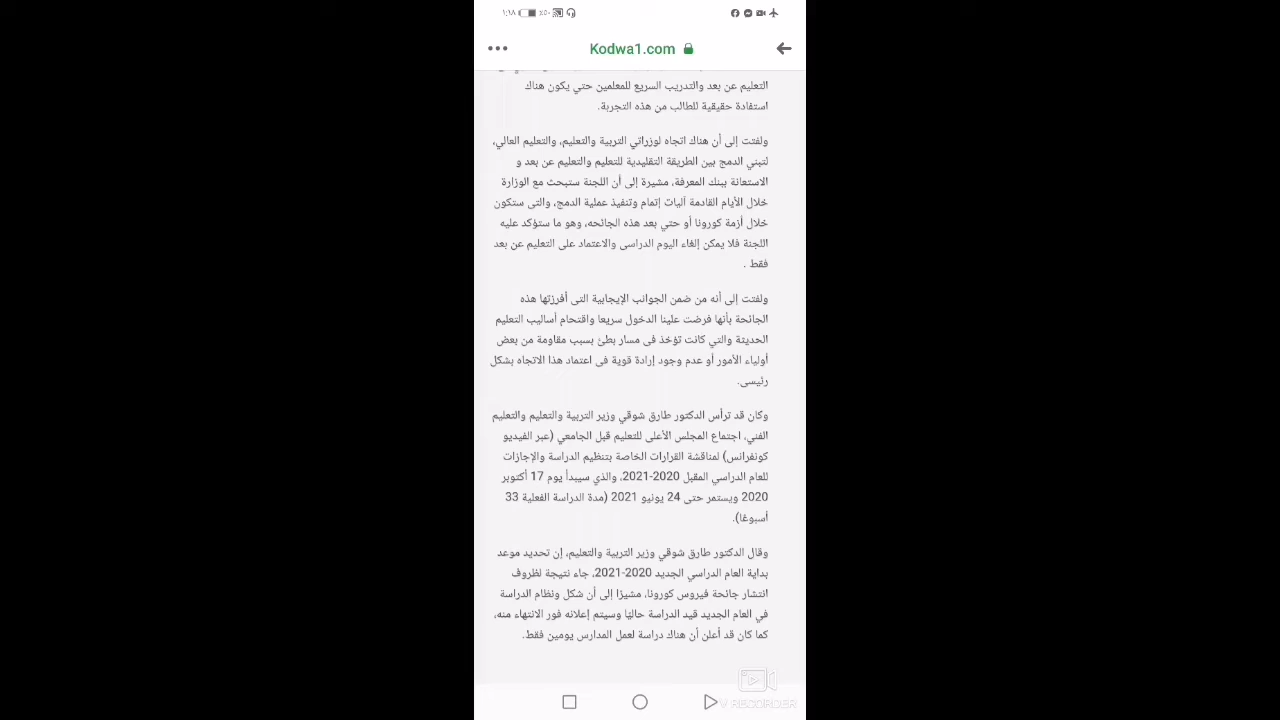 ١:١٨ ٪٥٠
Kodwa1.com
التعليم عن بعد والتدريب السريع للمعلمين حتي يكون هناك
استفادة حقيقية للطالب من هذه التجربة.
ولفتت إلى أن هناك اتجاه لوزراتي التربية والتعليم، والتعليم العالي،
لتبني الدمج بين الطريقة التقليدية للتعليم والتعليم عن بعد و
الاستعانة ببنك المعرفة، مشيرة إلى أن اللجنة ستبحث مع الوزارة
خلال الأيام القادمة آليات إتمام وتنفيذ عملية الدمج، والتى ستكون
خلال أزمة كورونا أو حتي بعد هذه الجائحه، وهو ما ستؤكد عليه
اللجنة فلا يمكن إلغاء اليوم الدراسى والاعتماد على التعليم عن بعد
فقط .
ولفتت إلى أنه من ضمن الجوانب الإيجابية التى أفرزتها هذه
الجائحة بأنها فرضت علينا الدخول سريعا واقتحام أساليب التعليم
الحديثة والتي كانت تؤخذ فى مسار بطئ بسبب مقاومة من بعض
أولياء الأمور أو عدم وجود إرادة قوية فى اعتماد هذا الاتجاه بشكل
رئيسى.
وكان قد ترأس الدكتور طارق شوقي وزير التربية والتعليم والتعليم
الفني، اجتماع المجلس الأعلى للتعليم قبل الجامعي (عبر الفيديو
كونفرانس) لمناقشة القرارات الخاصة بتنظيم الدراسة والإجازات
للعام الدراسي المقبل 2020-2021، والذي سيبدأ يوم 17 أكتوبر
2020 ويستمر حتى 24 يونيو 2021 (مدة الدراسة الفعلية 33
أسبوعًا).
وقال الدكتور طارق شوقي وزير التربية والتعليم، إن تحديد موعد
بداية العام الدراسي الجديد 2020-2021، جاء نتيجة لظروف
انتشار جائحة فيروس كورونا، مشيرًا إلى أن شكل ونظام الدراسة
في العام الجديد قيد الدراسة حاليًا وسيتم إعلانه فور الانتهاء منه،
كما كان قد أعلن أن هناك دراسة لعمل المدارس يومين فقط.
V RECORDER